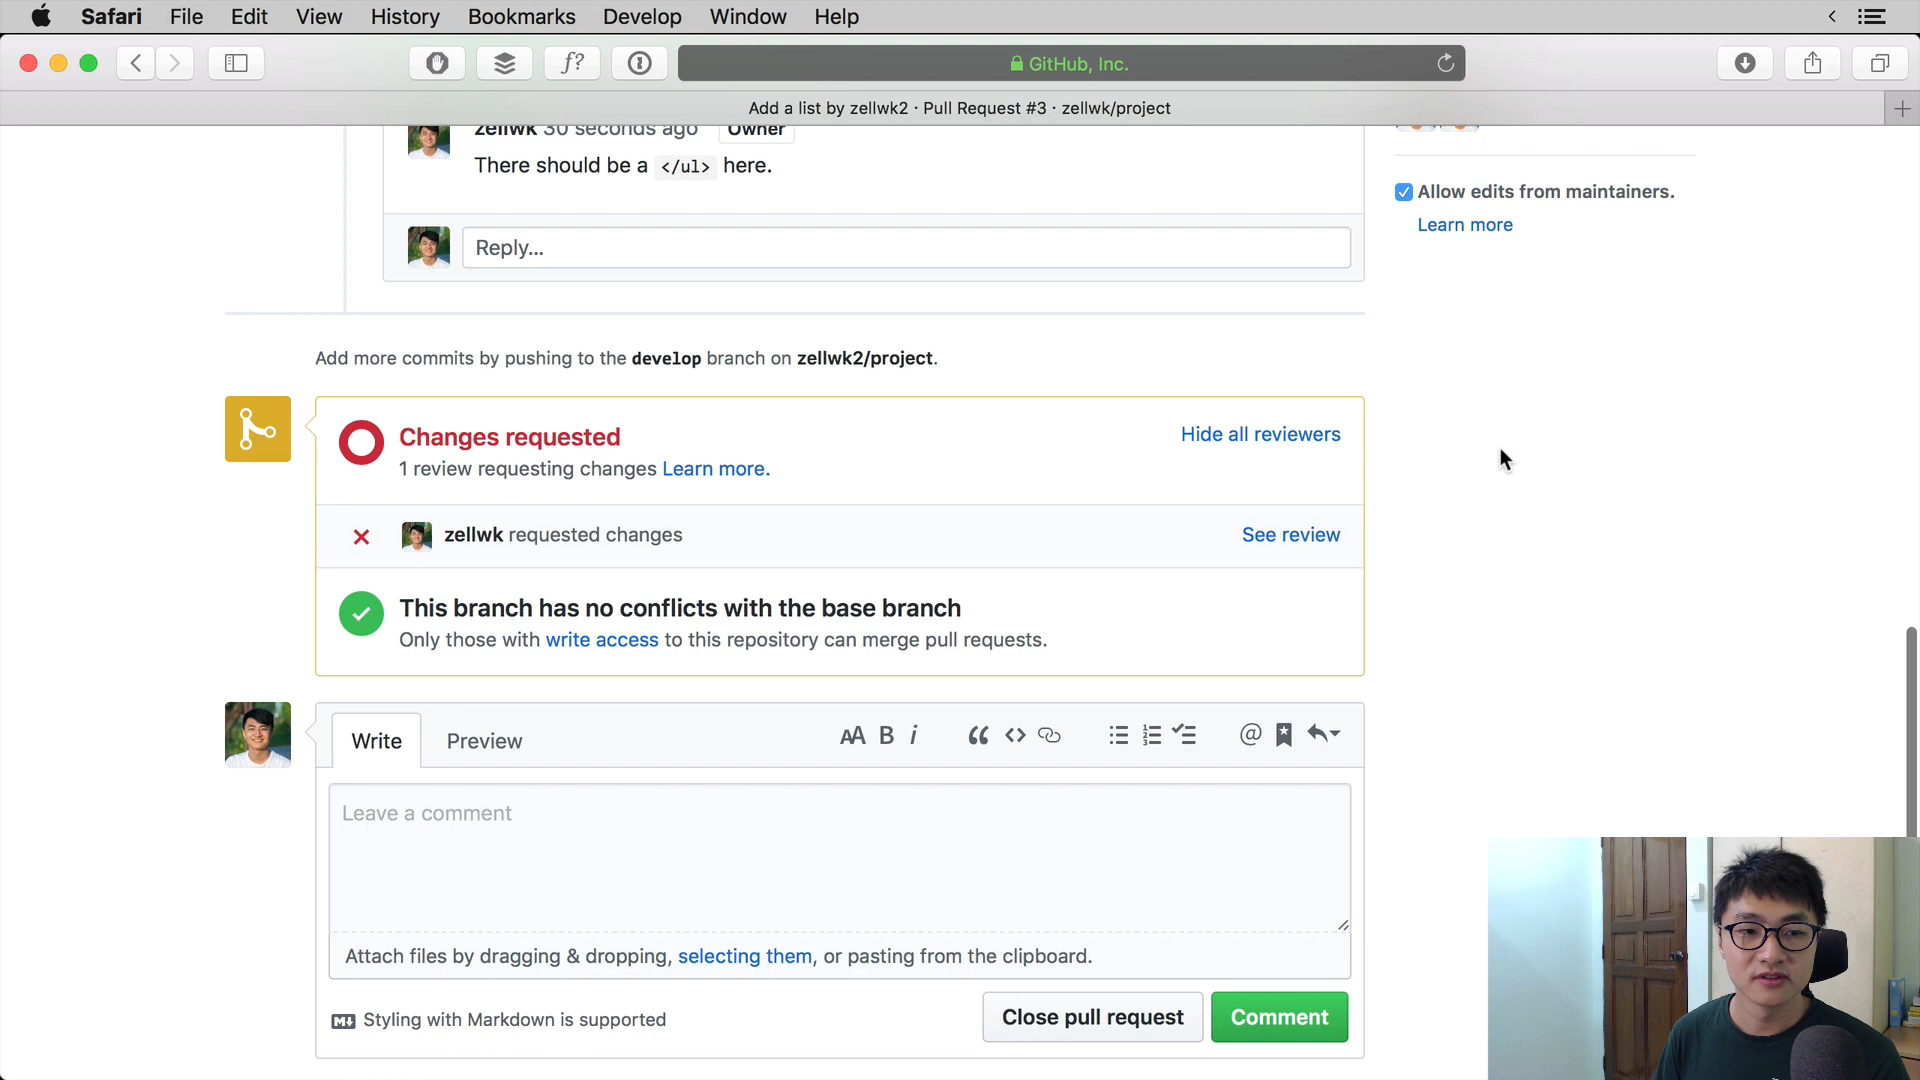 Safari File Edit View History Bookmarks Develop Window Help
f?
GitHub, Inc.
Add a list by zellwk2 · Pull Request #3 · zellwk/project
zellwk 30 seconds ago Owner
There should be a </ul> here.
Allow edits from maintainers.
Learn more
Reply...
Add more commits by pushing to the develop branch on zellwk2/project.
Changes requested
Hide all reviewers
1 review requesting changes Learn more.
zellwk requested changes
See review
This branch has no conflicts with the base branch
Only those with write access to this repository can merge pull requests.
Write Preview AA B i “ <> @
Leave a comment
Attach files by dragging & dropping, selecting them, or pasting from the clipboard.
M Styling with Markdown is supported
Close pull request Comment